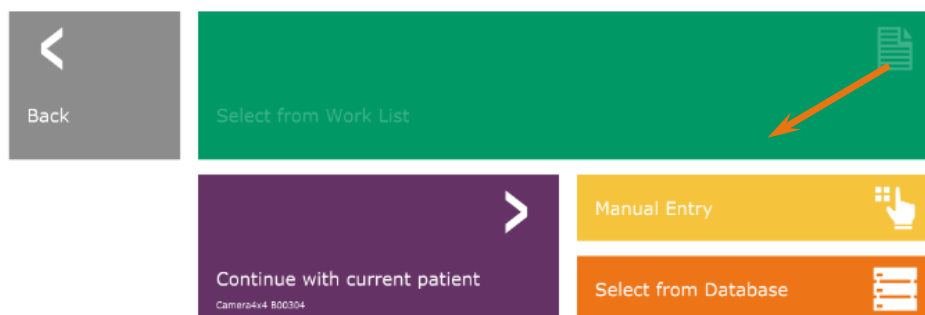 Back
Select from Work List
Continue with current patient
Camera4x4 B00304
Manual Entry
Select from Database